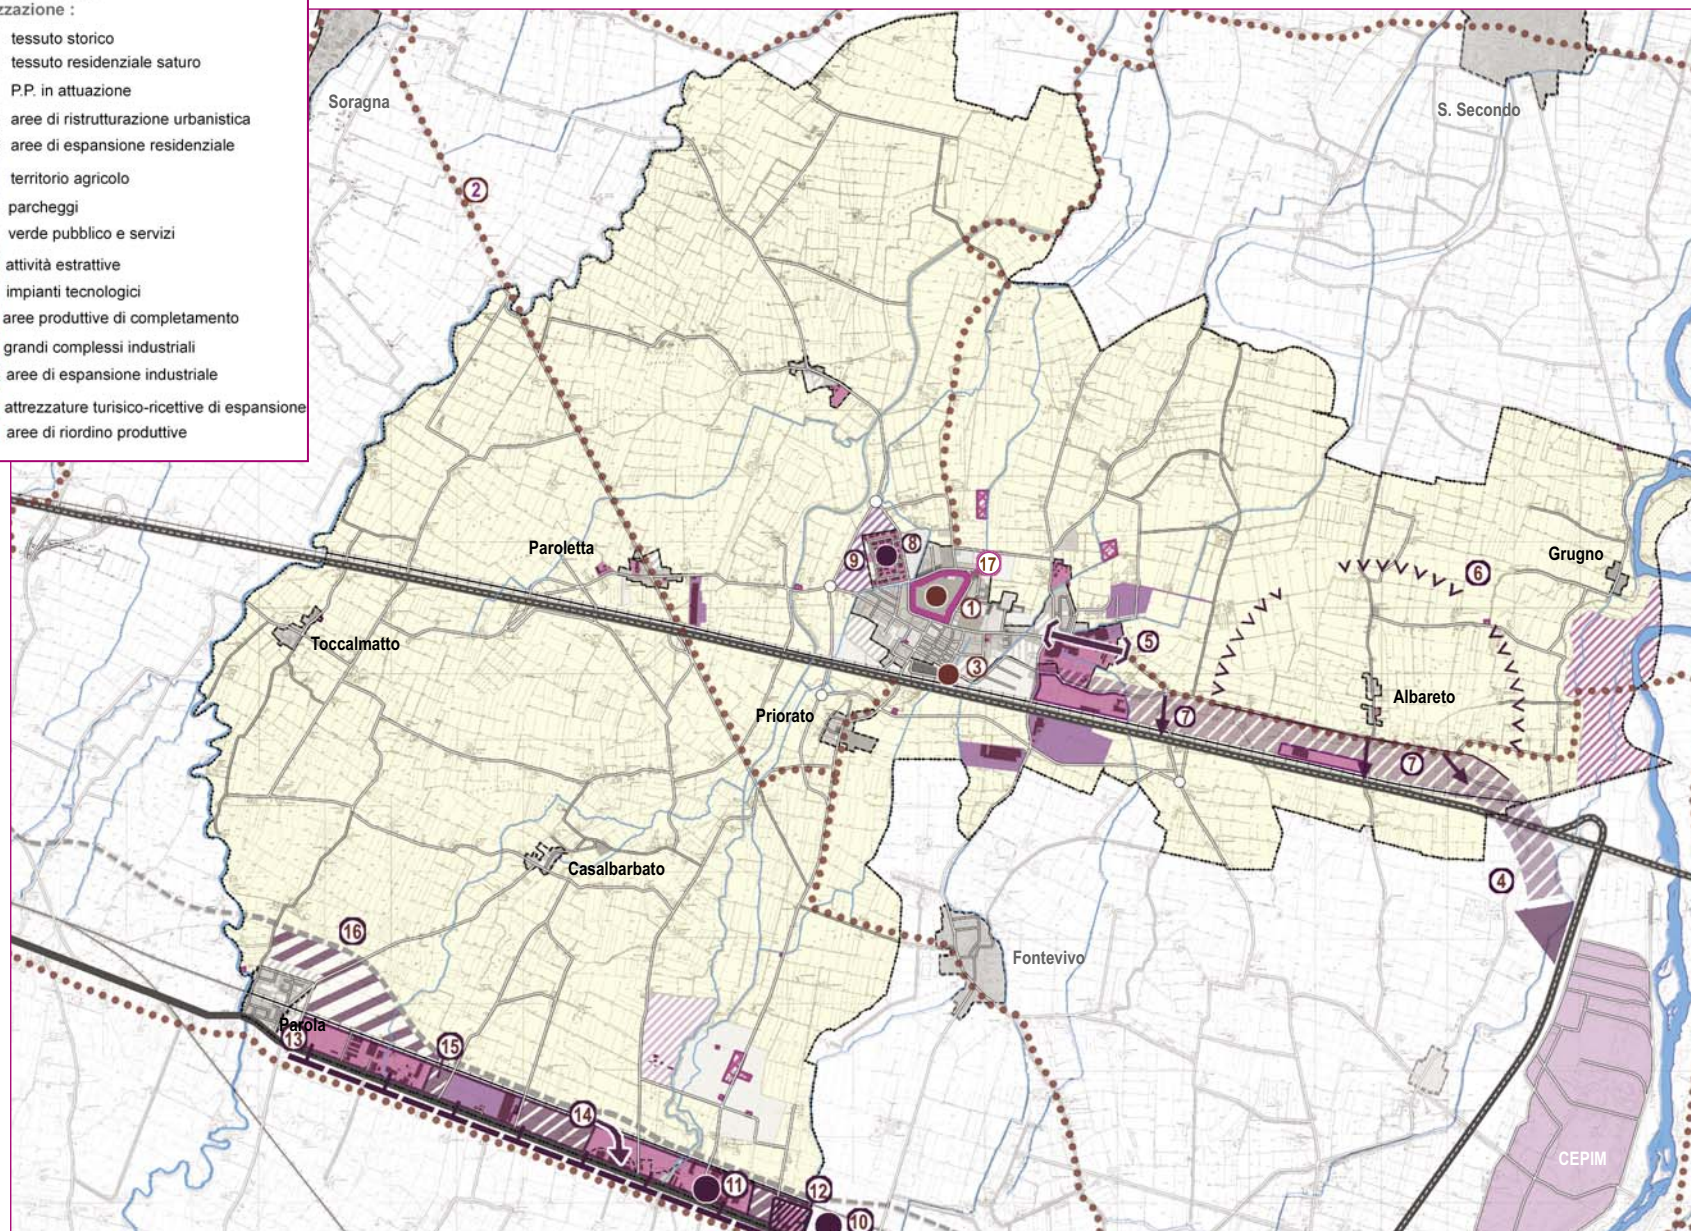 zzazione :
tessuto storico
tessuto residenziale saturo
P.P. in attuazione
aree di ristrutturazione urbanistica
aree di espansione residenziale
territorio agricolo
parcheggi
verde pubblico e servizi
attività estrattive
impianti tecnologici
aree produttive di completamento
grandi complessi industriali
aree di espansione industriale
attrezzature turisico-ricettive di espansione
aree di riordino produttive
Soragna
S. Secondo
2
Paroletta
9
8
17
Grugno
6
1
Toccalmatto
5
3
Albareto
Priorato
7
7
Casalbarbato
4
16
Fontevivo
Parola
13
15
14
CEPIM
11
12
10